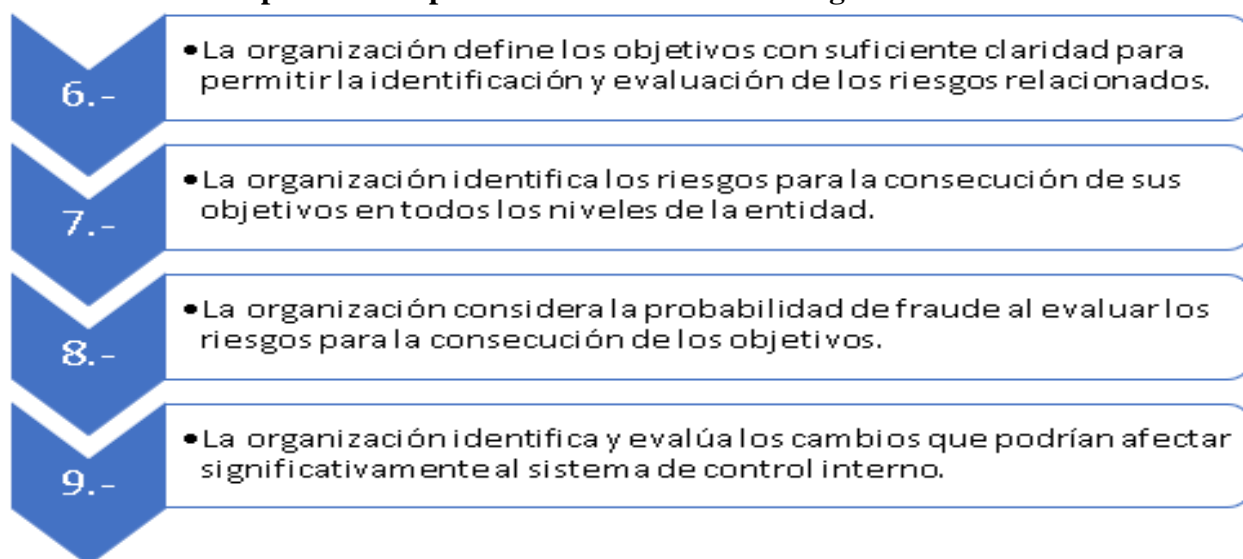 6.-
•La organización define los objetivos con suficiente claridad para
permitir la identificación y evaluación de los riesgos relacionados.
7.-
•La organización identifica los riesgos para la consecución de sus
objetivos en todos los niveles de la entidad.
8.-
•La organización considera la probabilidad de fraude al evaluar los
riesgos para la consecución de los objetivos.
9.-
•La organización identifica y evalúa los cambios que podrían afectar
significativamente al sistema de control interno.